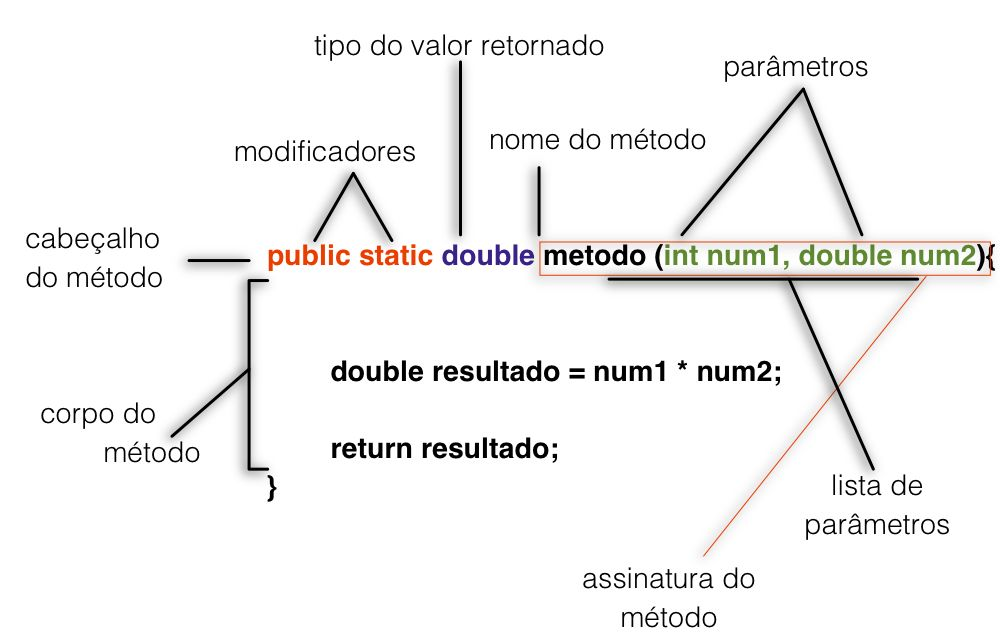 tipo do valor retornado
parâmetros
nome do método
modificadores
cabeçalho
do método
public static double metodo (int num1, double num2){
double resultado = num1 * num2;
corpo do
método
return resultado;
}
lista de
parâmetros
assinatura do
método